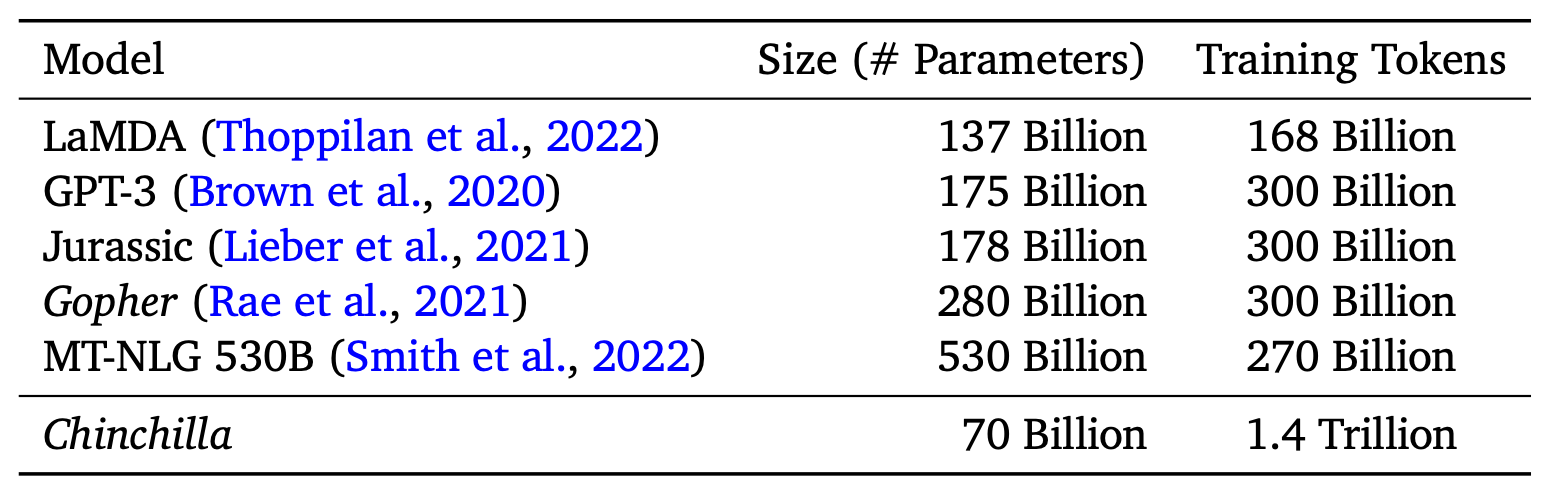 Model Size (# Parameters) Training Tokens
LaMDA (Thoppilan et al., 2022) 137 Billion 168 Billion
GPT-3 (Brown et al., 2020) 175 Billion 300 Billion
Jurassic (Lieber et al., 2021) 178 Billion 300 Billion
Gopher (Rae et al., 2021) 280 Billion 300 Billion
MT-NLG 530B (Smith et al., 2022) 530 Billion 270 Billion
Chinchilla 70 Billion 1.4 Trillion